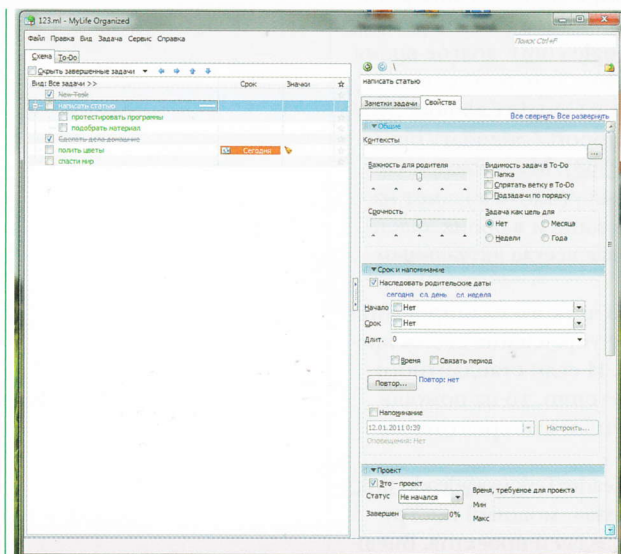 123.ml - MyLife Organized
Файл Правка Вид Задача Сервис Справка
Поиск: Ctrl+F
Схема To-Do
Скрыть завершенные задачи
Вид: Все задачи >> Срок Значки
New Task
написать статью
протестировать программы
подобрать материал
Сделать дела домашние
полить цветы Сегодня
спасти мир
\
написать статью
Заметки задачи Свойства
Все свернуть Все развернуть
Общие
Контексты
...
Важность для родителя
Видимость задач в To-Do
Папка
Спрятать ветку в To-Do
Подзадачи по порядку
Срочность
Задача как цель для
Нет Месяца
Недели Года
Срок и напоминание
Наследовать родительские даты
сегодня сл. день сл. неделя
Начало Нет
Срок Нет
Длит. 0
Время Связать период
Повтор... Повтор: нет
Напоминание
12.01.2011 0:39 Настроить...
Оповещения: Нет
Проект
Это – проект
Статус Не начался
Время, требуемое для проекта
Мин
Завершен 0%
Макс